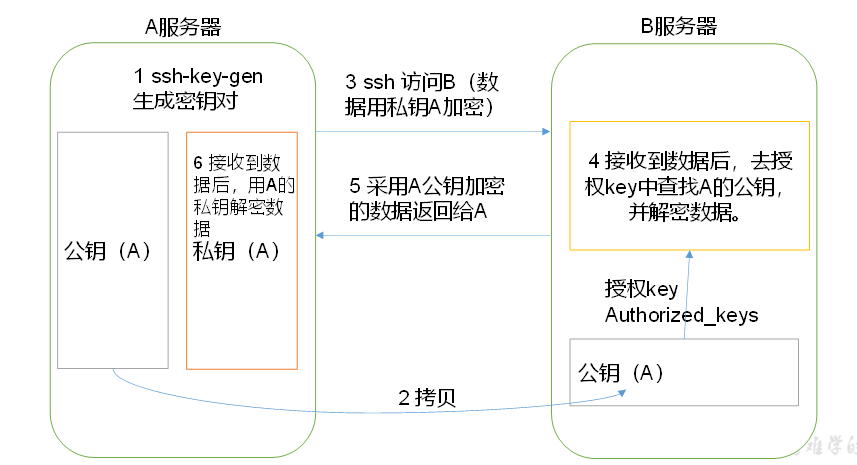 A服务器
B服务器
1 ssh-key-gen
生成密钥对
3 ssh 访问B（数
据用私钥A加密）
6 接收到数
据后，用A的
私钥解密数
据
公钥（A）
私钥（A）
5 采用A公钥加密
的数据返回给A
4 接收到数据后，去授
权key中查找A的公钥，
并解密数据。
授权key
Authorized_keys
公钥（A）
2 拷贝
难学的